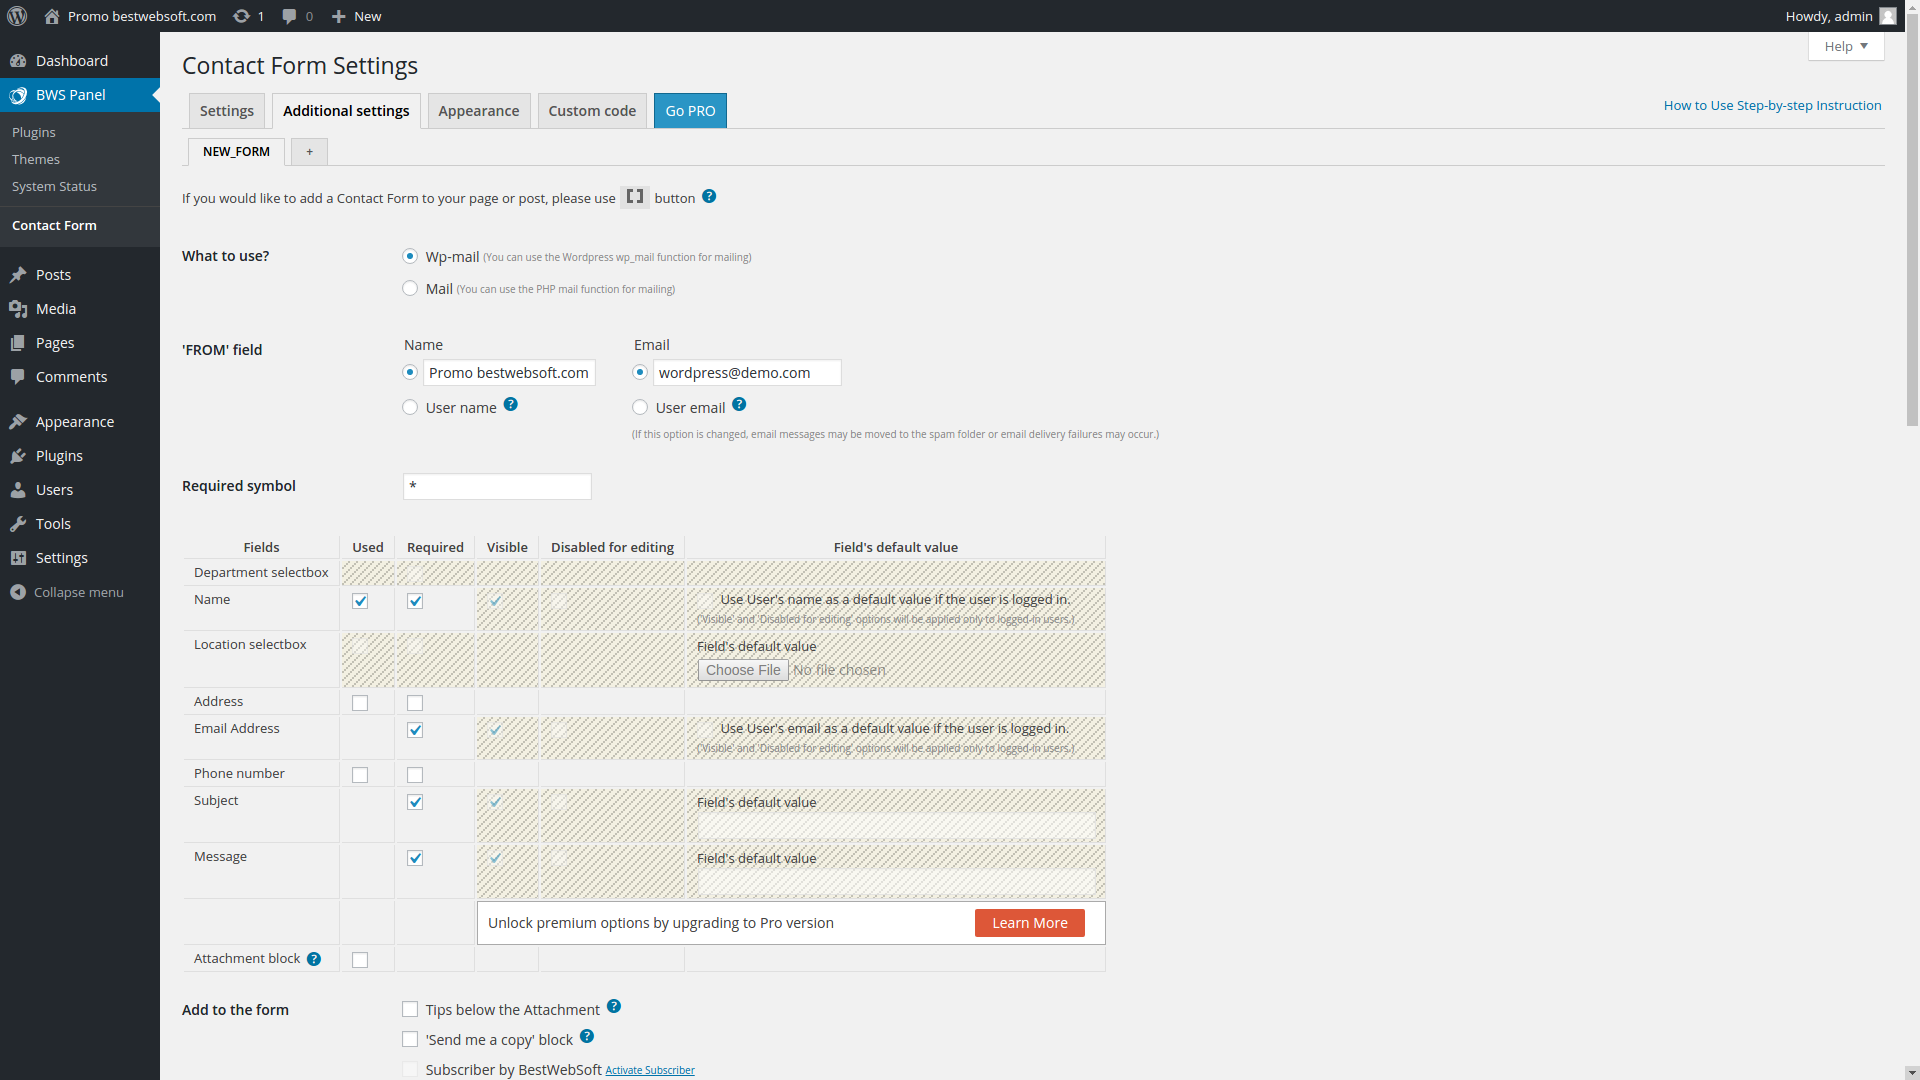 Promo bestwebsoft.com 1 0 New Howdy, admin
Help
Dashboard
BWS Panel
Plugins
Themes
System Status
Contact Form
Posts
Media
Pages
Comments
Appearance
Plugins
Users
Tools
Settings
Collapse menu
Contact Form Settings
Settings Additional settings Appearance Custom code Go PRO
How to Use Step-by-step Instruction
NEW_FORM +
If you would like to add a Contact Form to your page or post, please use [] button ?
What to use?
Wp-mail (You can use the Wordpress wp_mail function for mailing)
Mail (You can use the PHP mail function for mailing)
'FROM' field
Name Email
Promo bestwebsoft.com wordpress@demo.com
User name ? User email ?
(If this option is changed, email messages may be moved to the spam folder or email delivery failures may occur.)
Required symbol *
Fields Used Required Visible Disabled for editing Field's default value
Department selectbox
Name Use User's name as a default value if the user is logged in.
('Visible' and 'Disabled for editing' options will be applied only to logged-in users.)
Location selectbox Field's default value
Choose File No file chosen
Address
Email Address Use User's email as a default value if the user is logged in.
('Visible' and 'Disabled for editing' options will be applied only to logged-in users.)
Phone number
Subject Field's default value
Message Field's default value
Unlock premium options by upgrading to Pro version Learn More
Attachment block ?
Add to the form
Tips below the Attachment ?
'Send me a copy' block ?
Subscriber by BestWebSoft Activate Subscriber